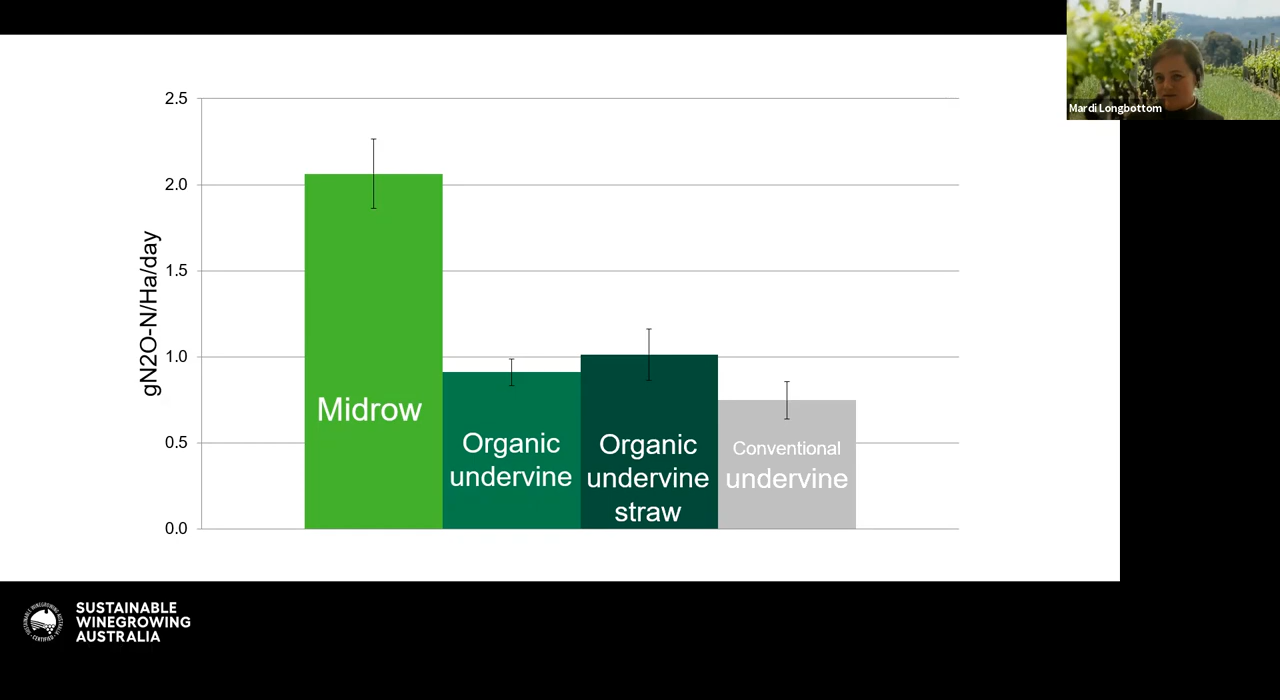 Mardi Longbottom
2.5
2.0
1.5
1.0
0.5
0.0
gN2O-N/Ha/day
Midrow
Organic
undervine
Organic
undervine
straw
Conventional
undervine
SUSTAINABLE
WINEGROWING
AUSTRALIA